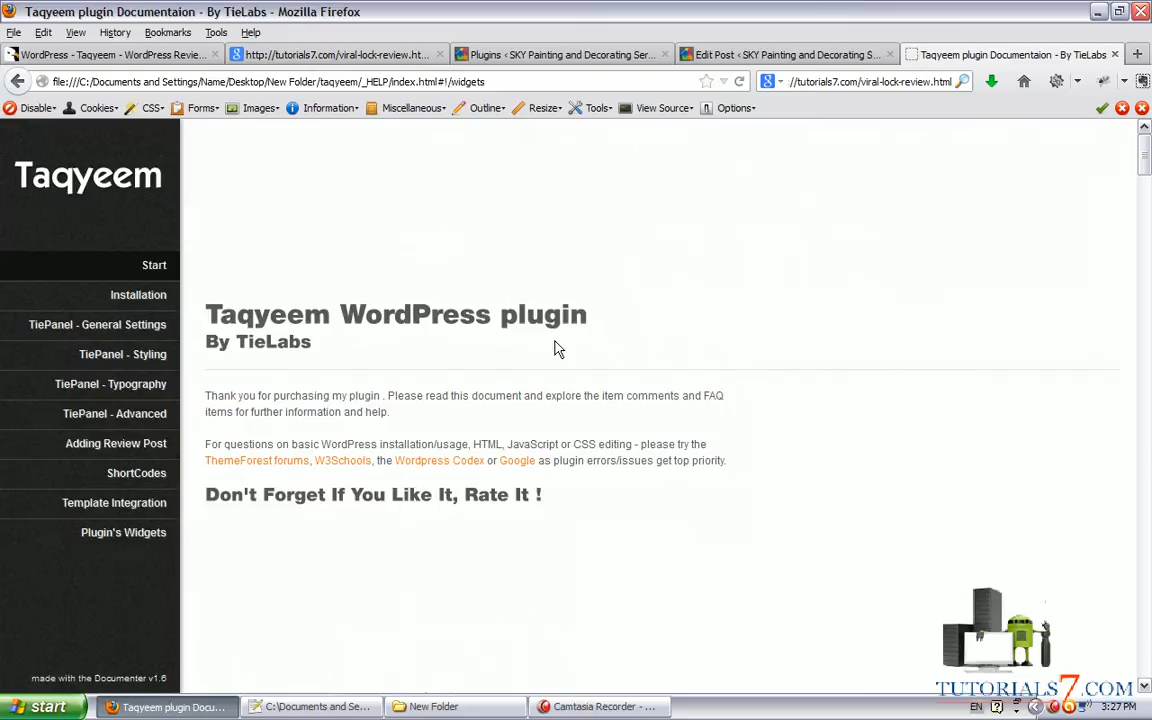 Taqyeem plugin Documentaion - By TieLabs - Mozilla Firefox
File Edit View History Bookmarks Tools Help
WordPress - Taqyeem - WordPress Revie... http://tutorials7.com/viral-lock-review.ht... Plugins ‹ SKY Painting and Decorating Ser... Edit Post ‹ SKY Painting and Decorating S... Taqyeem plugin Documentaion - By TieLabs
file:///C:/Documents and Settings/Name/Desktop/New Folder/taqyeem/_HELP/index.html#!/widgets //tutorials7.com/viral-lock-review.html
Disable Cookies CSS Forms Images Information Miscellaneous Outline Resize Tools View Source Options
Taqyeem
Start
Installation
TiePanel - General Settings
TiePanel - Styling
TiePanel - Typography
TiePanel - Advanced
Adding Review Post
ShortCodes
Template Integration
Plugin's Widgets
made with the Documenter v1.6
Taqyeem WordPress plugin
By TieLabs
Thank you for purchasing my plugin . Please read this document and explore the item comments and FAQ
items for further information and help.
For questions on basic WordPress installation/usage, HTML, JavaScript or CSS editing - please try the
ThemeForest forums, W3Schools, the Wordpress Codex or Google as plugin errors/issues get top priority.
Don't Forget If You Like It, Rate It !
TUTORIALS7.COM
start Taqyeem plugin Docu... C:\Documents and Se... New Folder Camtasia Recorder - ... EN 3:27 PM